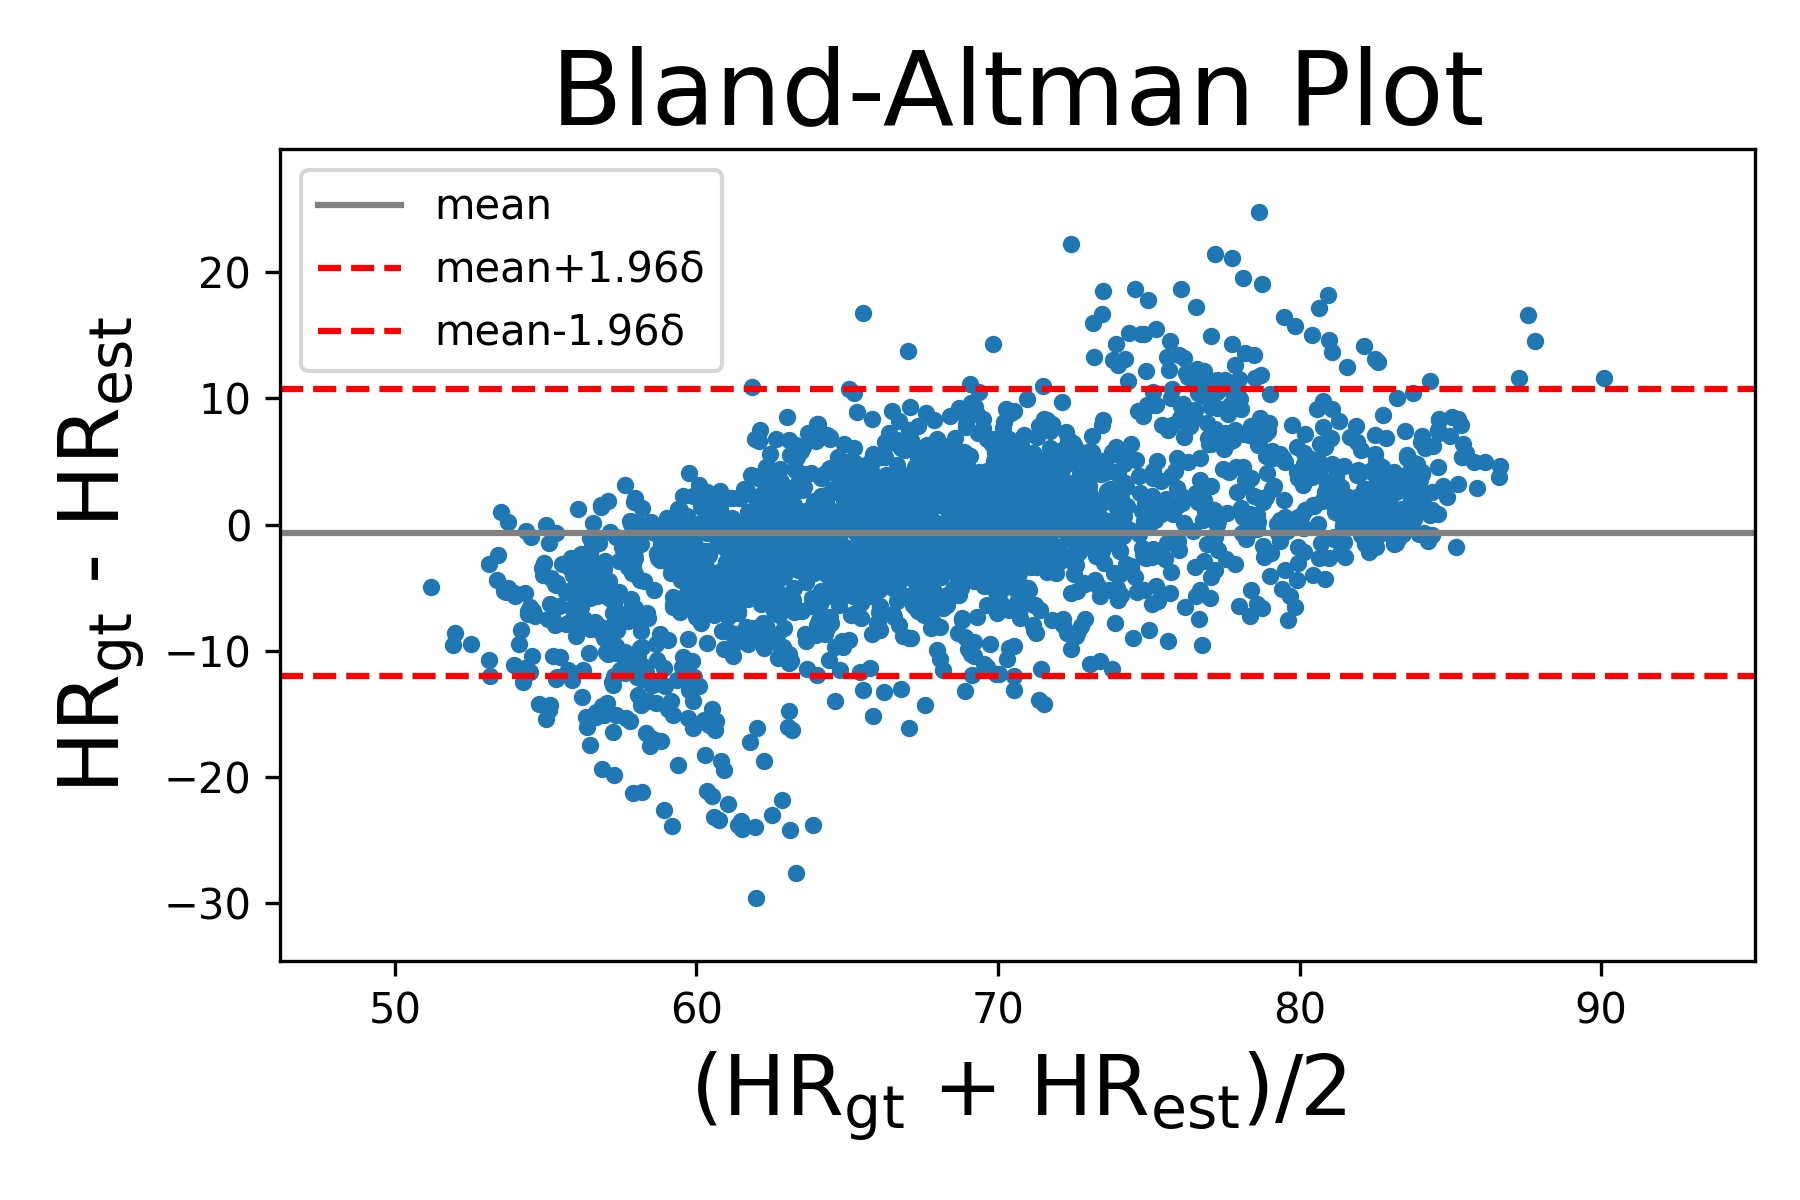 Bland-Altman Plot
mean
mean+1.96δ
mean-1.96δ
HRgt - HRest
20
10
0
−10
−20
−30
50 60 70 80 90
(HRgt + HRest)/2